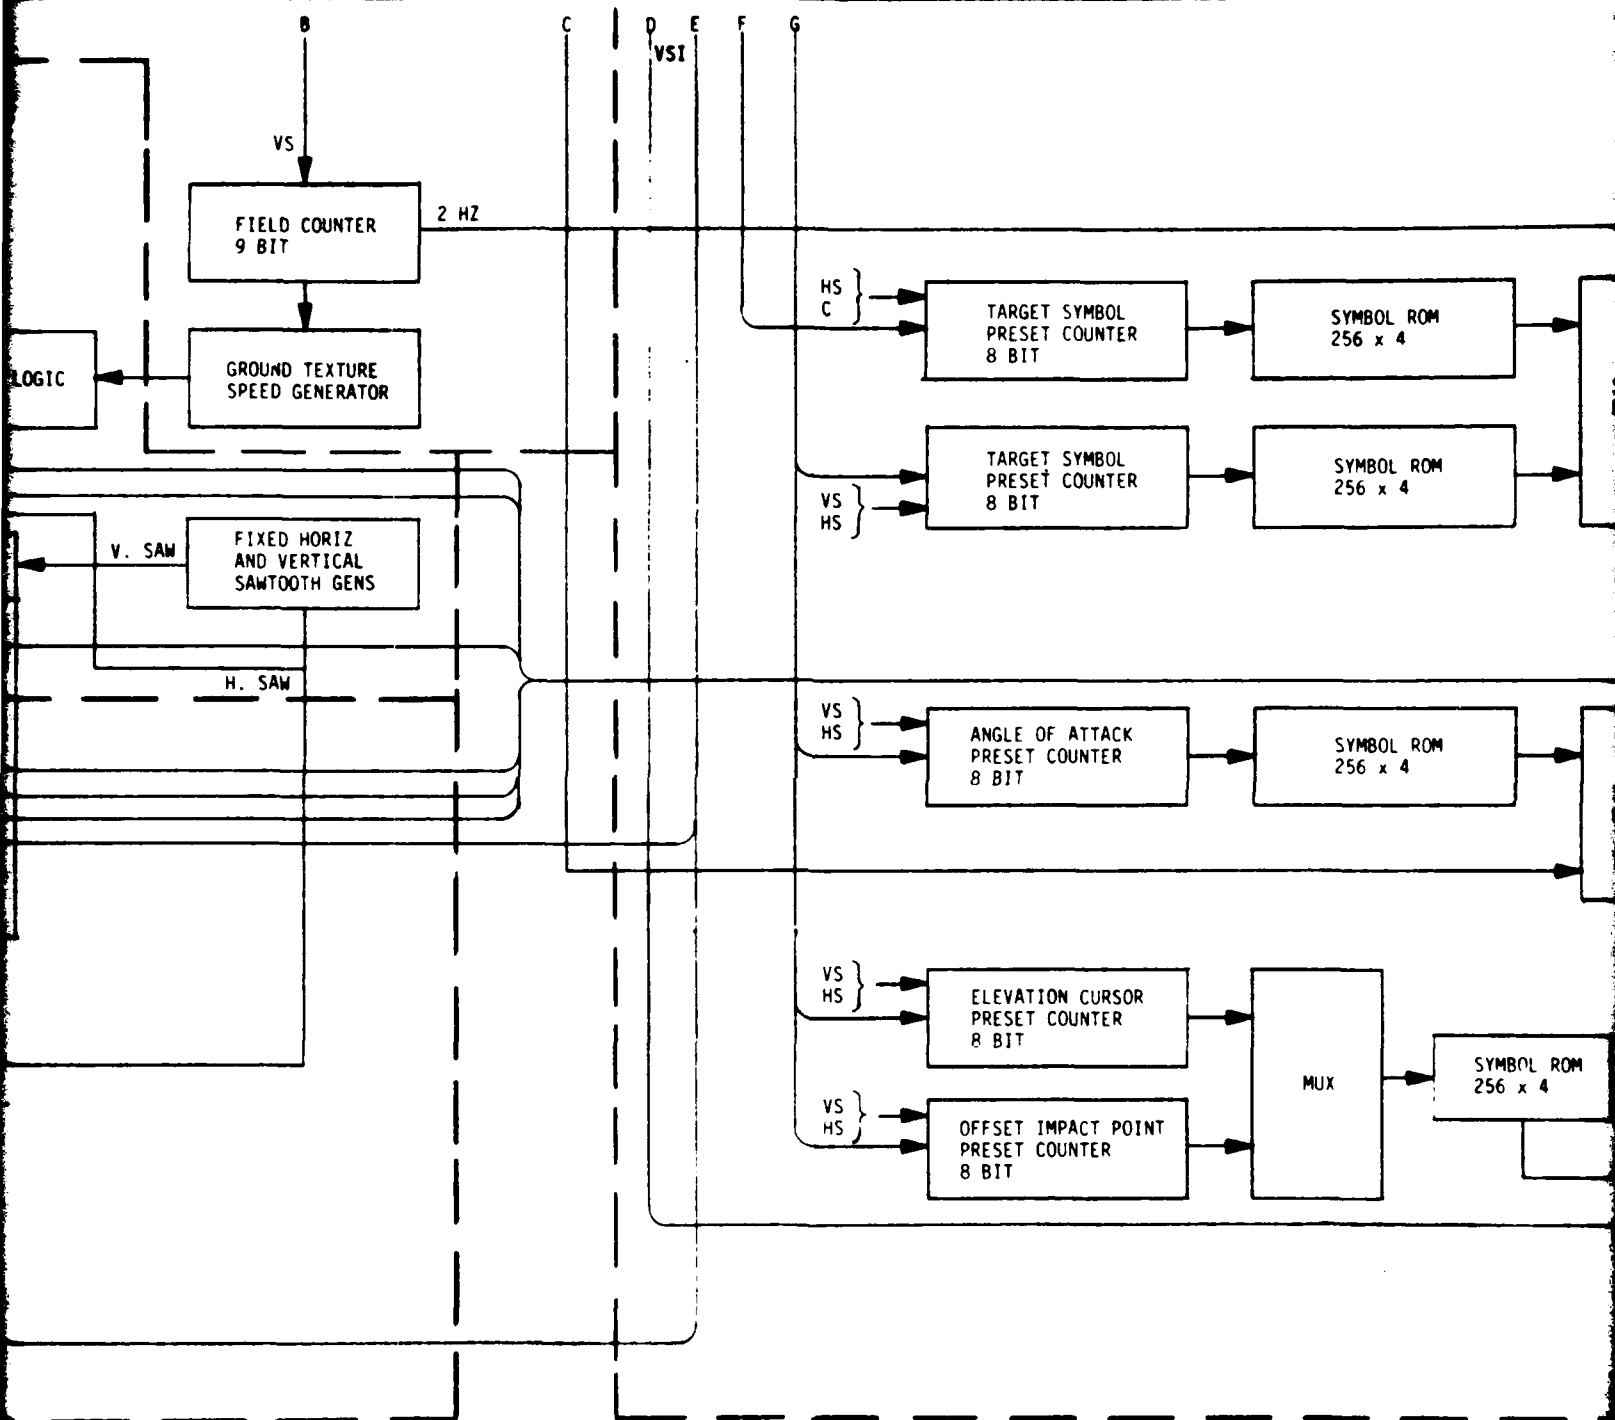 B C D E F G
VSI
VS
FIELD COUNTER
9 BIT
2 HZ
HS
C
TARGET SYMBOL
PRESET COUNTER
8 BIT
SYMBOL ROM
256 x 4
LOGIC
GROUND TEXTURE
SPEED GENERATOR
TARGET SYMBOL
PRESET COUNTER
8 BIT
SYMBOL ROM
256 x 4
VS
HS
V. SAW
FIXED HORIZ
AND VERTICAL
SAWTOOTH GENS
H. SAW
VS
HS
ANGLE OF ATTACK
PRESET COUNTER
8 BIT
SYMBOL ROM
256 x 4
VS
HS
ELEVATION CURSOR
PRESET COUNTER
8 BIT
MUX
SYMBOL ROM
256 x 4
VS
HS
OFFSET IMPACT POINT
PRESET COUNTER
8 BIT